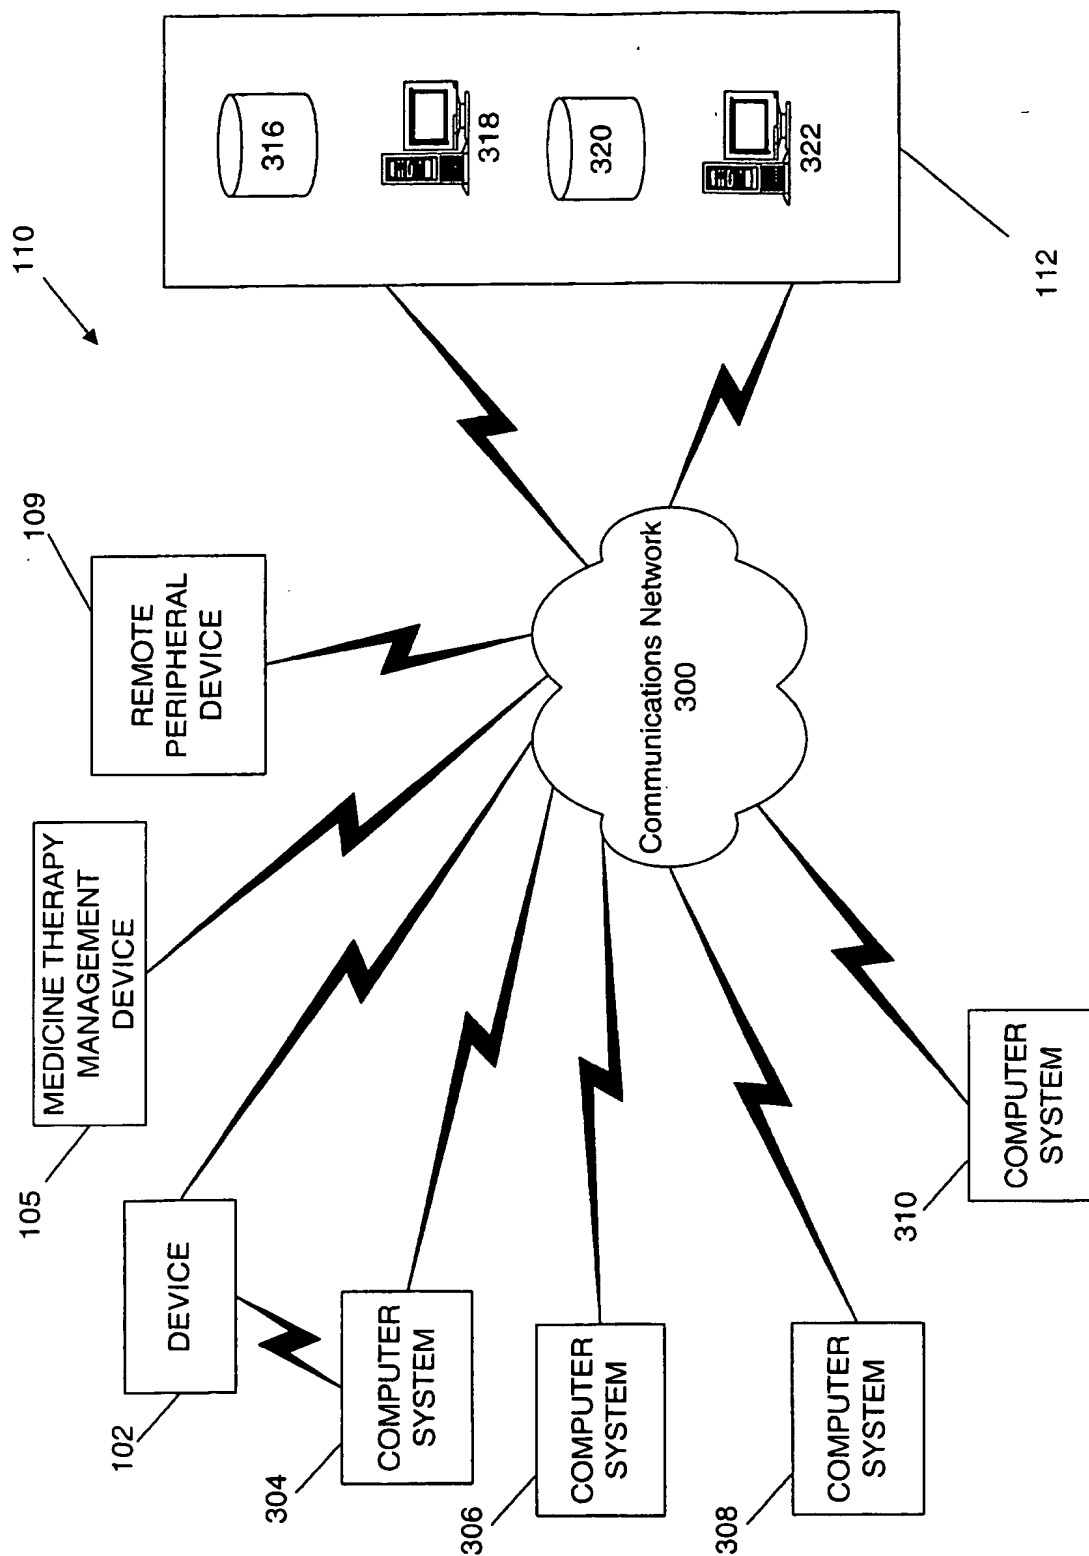 110
109
REMOTE
PERIPHERAL
DEVICE
105
MEDICINE THERAPY
MANAGEMENT
DEVICE
102
DEVICE
304
COMPUTER
SYSTEM
306
COMPUTER
SYSTEM
308
COMPUTER
SYSTEM
310
COMPUTER
SYSTEM
Communications Network
300
316
318
320
322
112